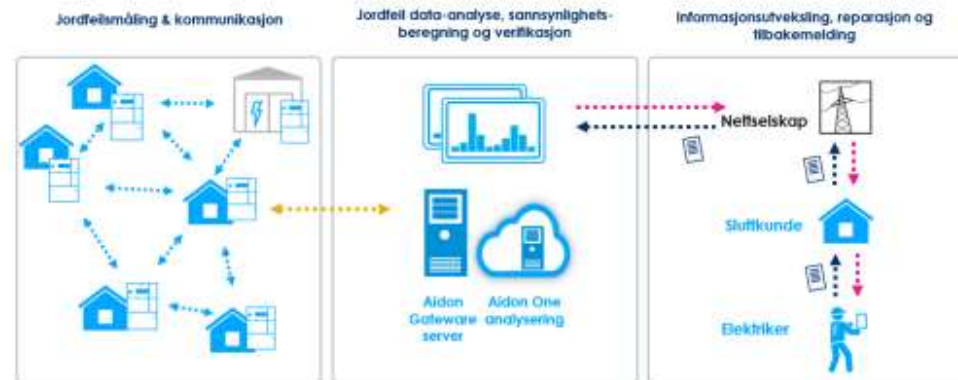 Jordfeilsmåling & kommunikasjon
Jordfeil data-analyse, sannsynlighets-
beregning og verifikasjon
Informasjonsutveksling, reparasjon og
tilbakemelding
Nettselskap
Sluttkunde
Aidon
Gateware
server
Aidon One
analysering
Elektriker